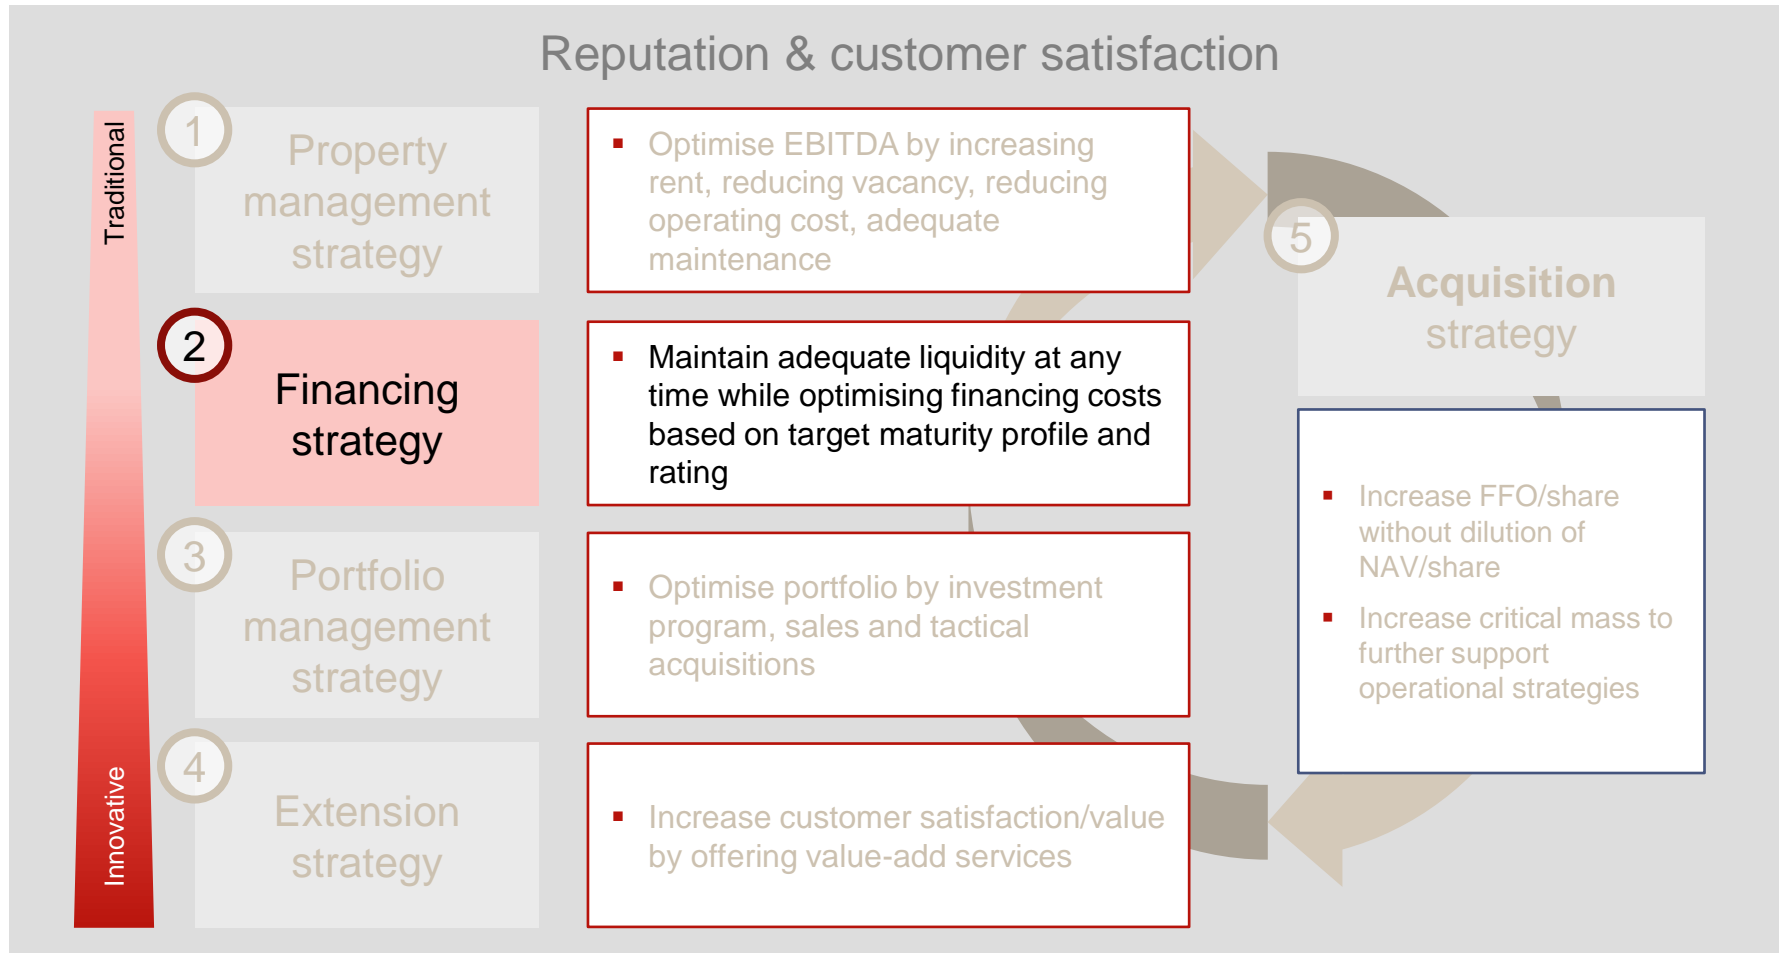 Reputation & customer satisfaction
Traditional
Innovative
1
Property
management
strategy
▪ Optimise EBITDA by increasing
rent, reducing vacancy, reducing
operating cost, adequate
maintenance
2
Financing
strategy
▪ Maintain adequate liquidity at any
time while optimising financing costs
based on target maturity profile and
rating
3
Portfolio
management
strategy
▪ Optimise portfolio by investment
program, sales and tactical
acquisitions
4
Extension
strategy
▪ Increase customer satisfaction/value
by offering value-add services
5
Acquisition
strategy
▪ Increase FFO/share
without dilution of
NAV/share
▪ Increase critical mass to
further support
operational strategies